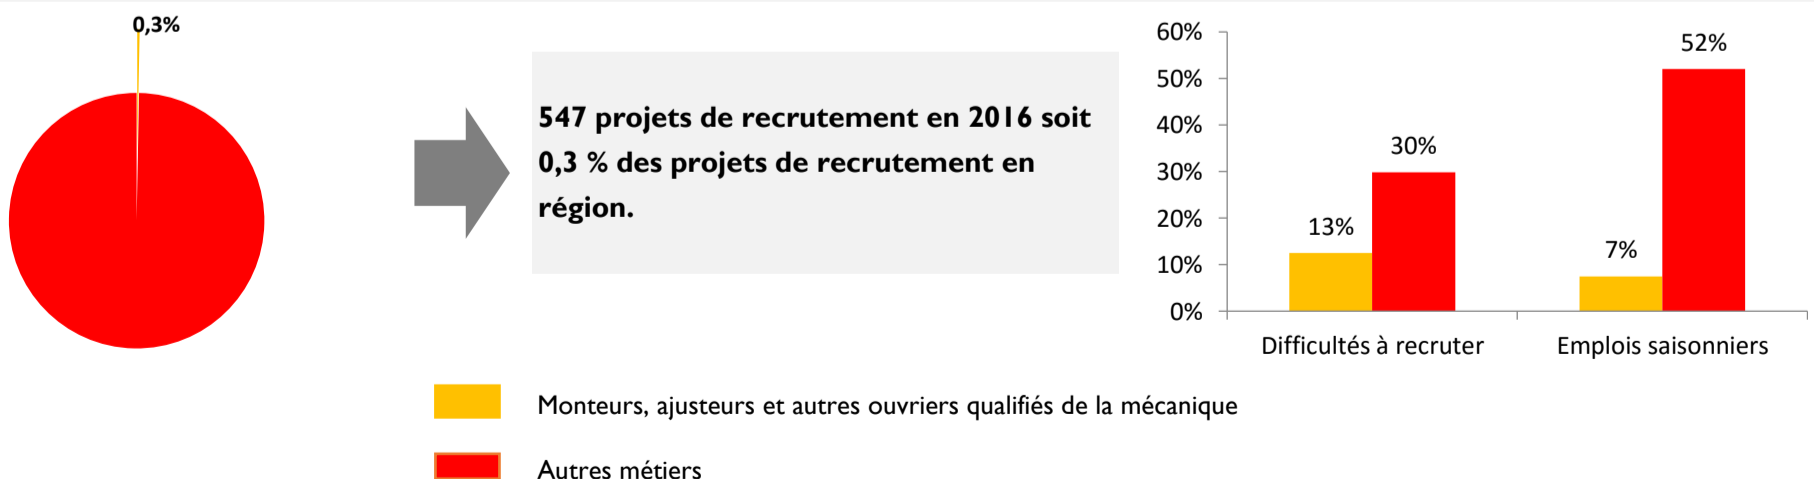 0,3%
547 projets de recrutement en 2016 soit
0,3 % des projets de recrutement en
région.
60%
50%
40%
30%
20%
10%
0%
13%
30%
7%
52%
Difficultés à recruter
Emplois saisonniers
Monteurs, ajusteurs et autres ouvriers qualifiés de la mécanique
Autres métiers